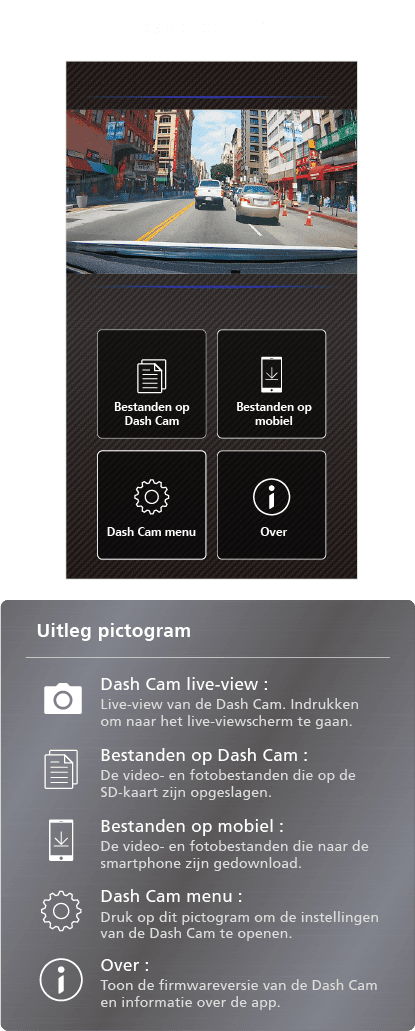 Bestanden op
Dash Cam
Bestanden op
mobiel
Dash Cam menu
Over
Uitleg pictogram
Dash Cam live-view :
Live-view van de Dash Cam. Indrukken
om naar het live-viewscherm te gaan.
Bestanden op Dash Cam :
De video- en fotobestanden die op de
SD-kaart zijn opgeslagen.
Bestanden op mobiel :
De video- en fotobestanden die naar de
smartphone zijn gedownload.
Dash Cam menu :
Druk op dit pictogram om de instellingen
van de Dash Cam te openen.
Over :
Toon de firmwareversie van de Dash Cam
en informatie over de app.